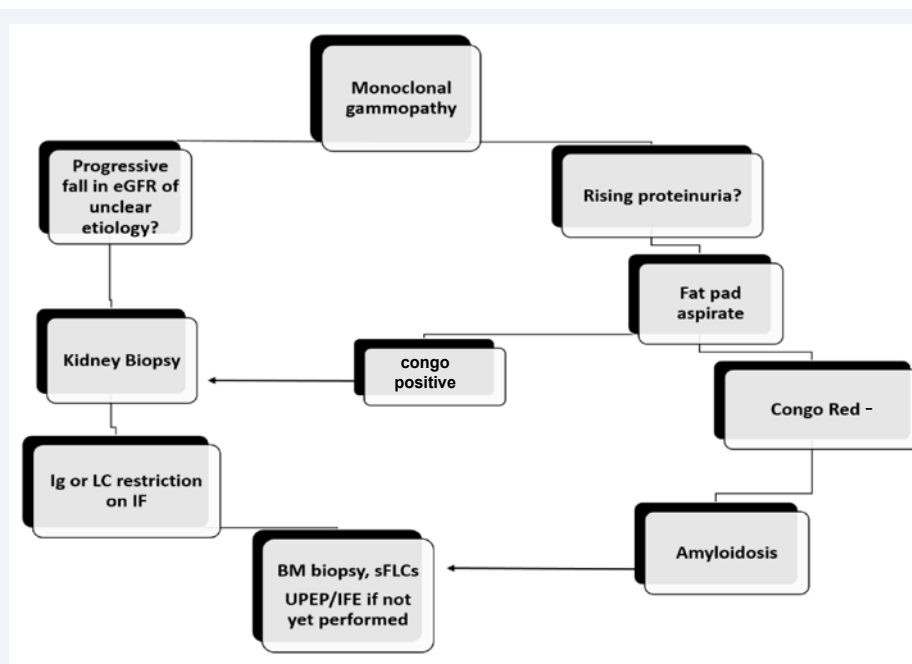 Monoclonal
gammopathy
Progressive
fall in eGFR of
unclear
etiology?
Rising proteinuria?
Fat pad
aspirate
Kidney Biopsy
congo
positive
Congo Red -
Ig or LC restriction
on IF
Amyloidosis
BM biopsy, sFLCs
UPEP/IFE if not
yet performed